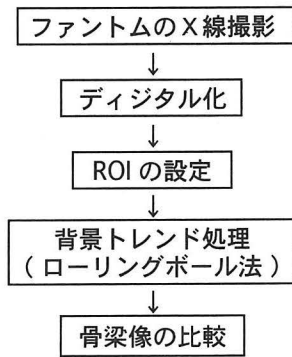 ファントムのX線撮影
↓
ディジタル化
↓
ROIの設定
↓
背景トレンド処理
(ローリングボール法)
↓
骨梁像の比較